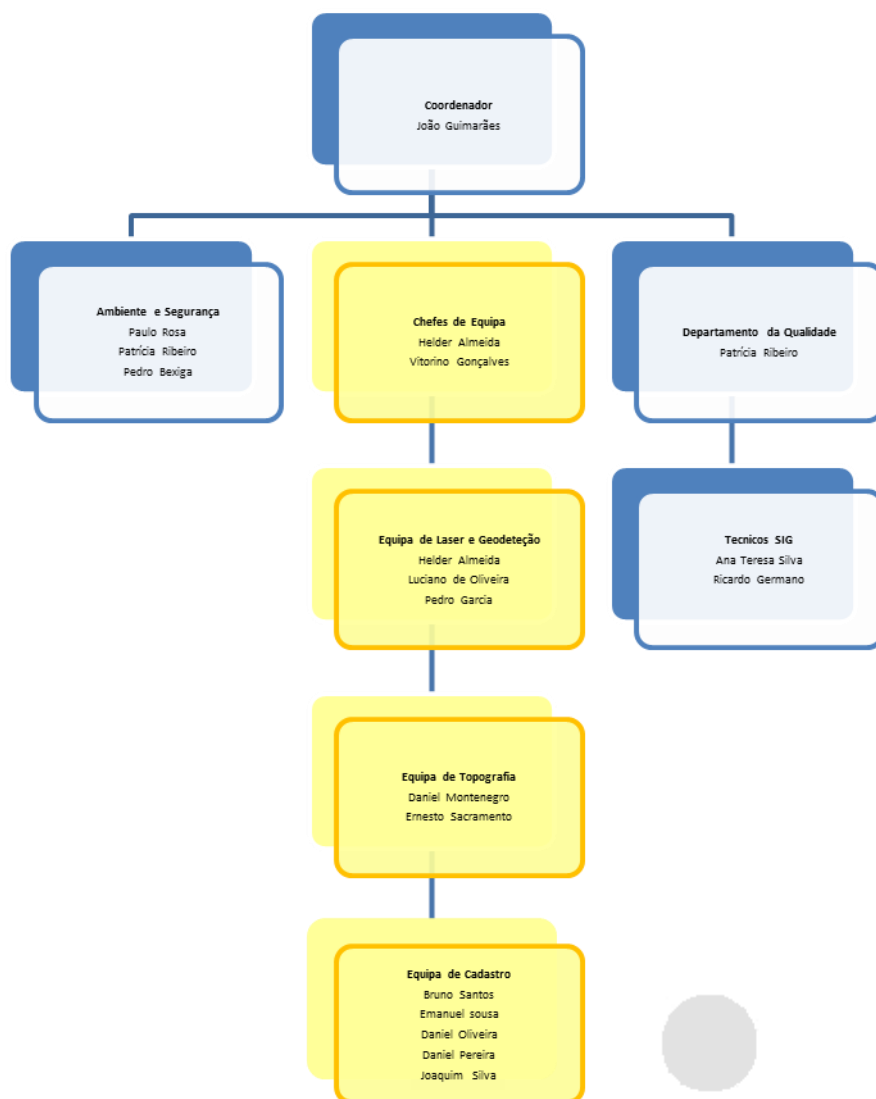 Coordenador
João Guimarães
Ambiente e Segurança
Paulo Rosa
Patrícia Ribeiro
Pedro Bexiga
Chefes de Equipa
Helder Almeida
Vitorino Gonçalves
Departamento da Qualidade
Patrícia Ribeiro
Equipa de Laser e Geodeteção
Helder Almeida
Luciano de Oliveira
Pedro Garcia
Tecnicos SIG
Ana Teresa Silva
Ricardo Germano
Equipa de Topografia
Daniel Montenegro
Ernesto Sacramento
Equipa de Cadastro
Bruno Santos
Emanuel sousa
Daniel Oliveira
Daniel Pereira
Joaquim Silva